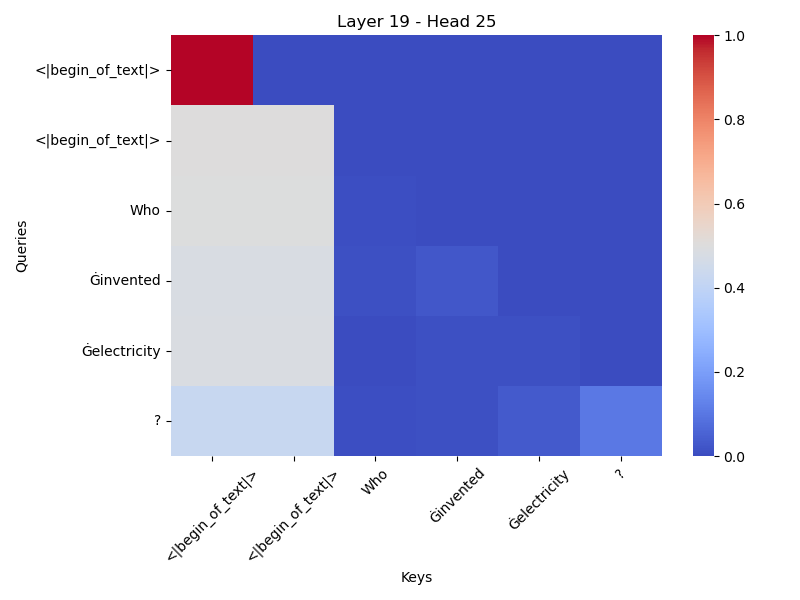 Layer 19 - Head 25
<|begin_of_text|>
<|begin_of_text|>
Who
Ġinvented
Ġelectricity
?
Queries
<|begin_of_text|>
<|begin_of_text|>
Who
Ġinvented
Ġelectricity
?
Keys
1.0
0.8
0.6
0.4
0.2
0.0